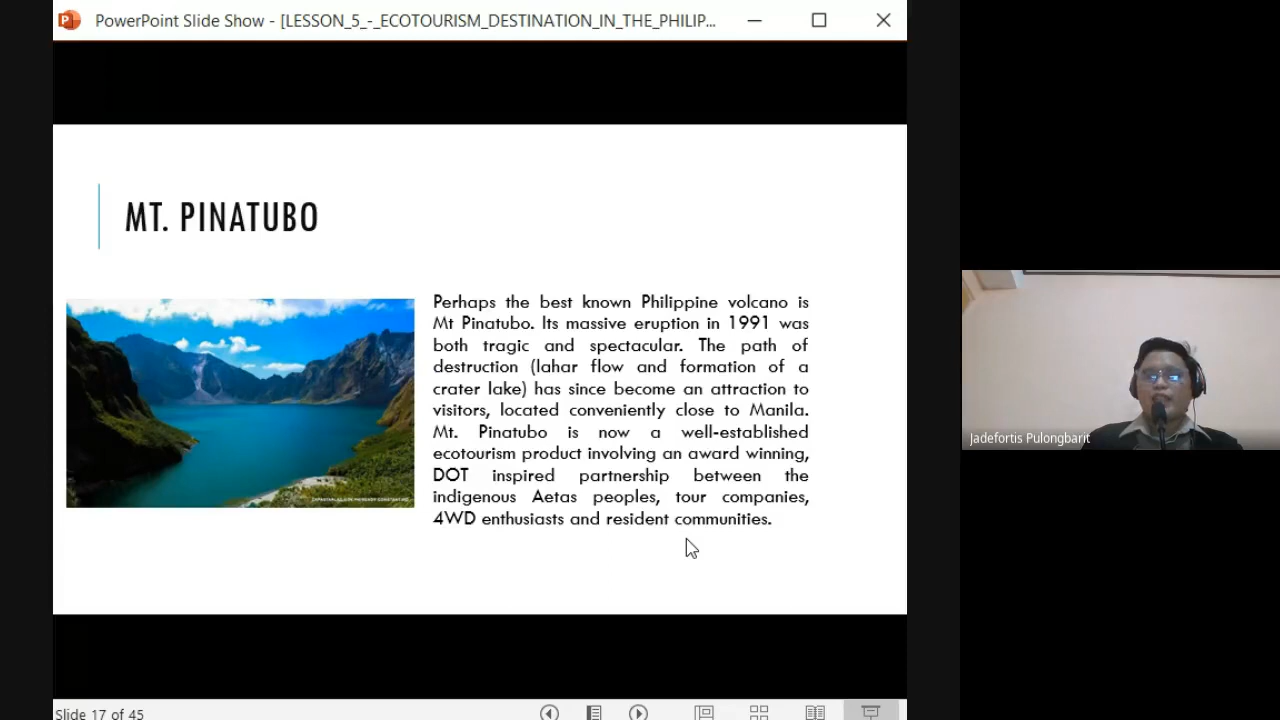 PowerPoint Slide Show - [LESSON_5_-_ECOTOURISM_DESTINATION_IN_THE_PHILIP...
MT. PINATUBO
Perhaps the best known Philippine volcano is
Mt Pinatubo. Its massive eruption in 1991 was
both tragic and spectacular. The path of
destruction (lahar flow and formation of a
crater lake) has since become an attraction to
visitors, located conveniently close to Manila.
Mt. Pinatubo is now a well-established
ecotourism product involving an award winning,
DOT inspired partnership between the
indigenous Aetas peoples, tour companies,
4WD enthusiasts and resident communities.
Jadefortis Pulongbarit
Slide 17 of 45